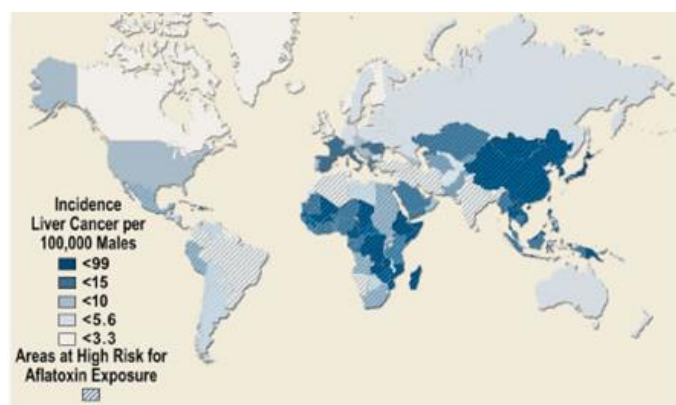 Incidence
Liver Cancer per
100,000 Males
<99
<15
<10
<5.6
<3.3
Areas at High Risk for
Aflatoxin Exposure